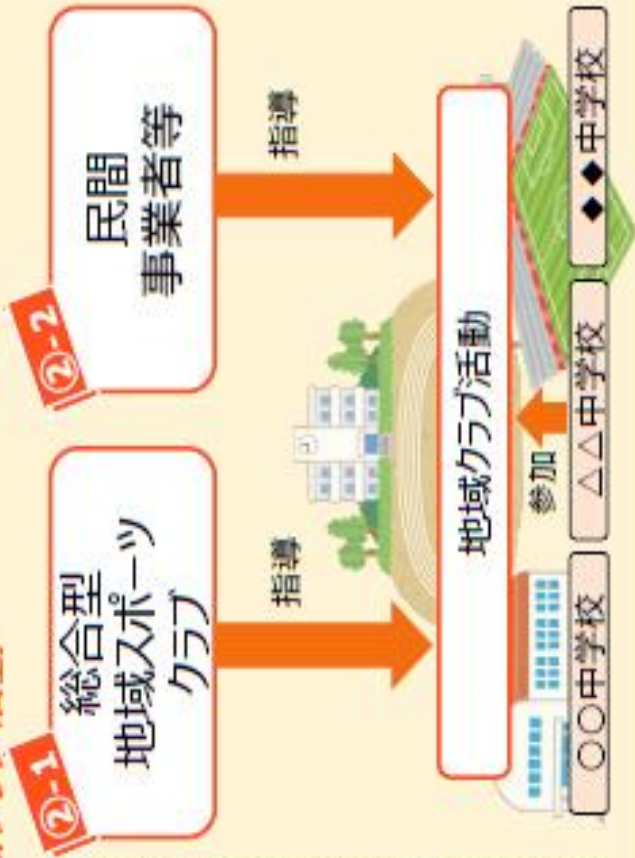 ②-1
総合型
地域スポーツ
クラブ
②-2
民間
事業者等
指導
指導
地域クラブ活動
参加
○○中学校
△△中学校
◆◆中学校